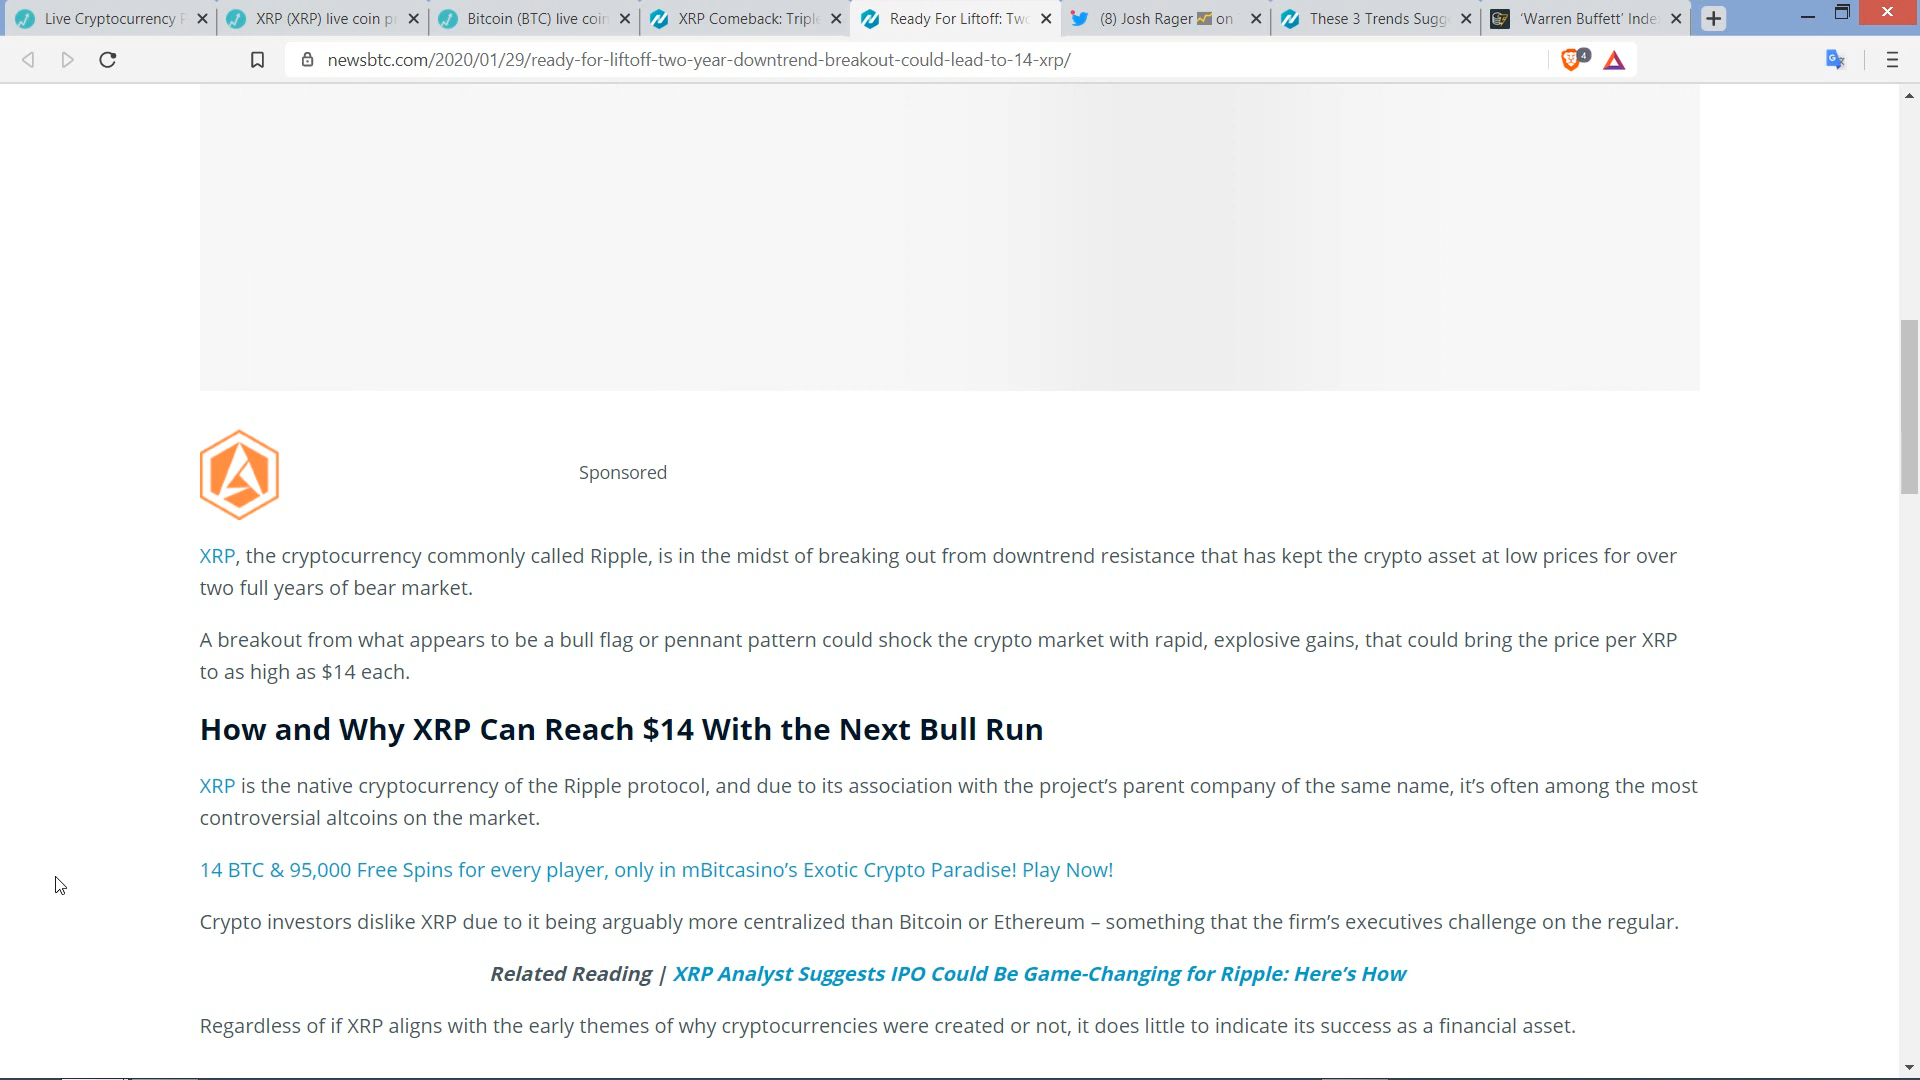 Live Cryptocurrency P
XRP (XRP) live coin p
Bitcoin (BTC) live coin
XRP Comeback: Triple
Ready For Liftoff: Two
(8) Josh Rager on
These 3 Trends Sugg
‘Warren Buffett’ Inde
newsbtc.com/2020/01/29/ready-for-liftoff-two-year-downtrend-breakout-could-lead-to-14-xrp/
4
Sponsored
XRP, the cryptocurrency commonly called Ripple, is in the midst of breaking out from downtrend resistance that has kept the crypto asset at low prices for over
two full years of bear market.
A breakout from what appears to be a bull flag or pennant pattern could shock the crypto market with rapid, explosive gains, that could bring the price per XRP
to as high as $14 each.
How and Why XRP Can Reach $14 With the Next Bull Run
XRP is the native cryptocurrency of the Ripple protocol, and due to its association with the project’s parent company of the same name, it’s often among the most
controversial altcoins on the market.
14 BTC & 95,000 Free Spins for every player, only in mBitcasino’s Exotic Crypto Paradise! Play Now!
Crypto investors dislike XRP due to it being arguably more centralized than Bitcoin or Ethereum – something that the firm’s executives challenge on the regular.
Related Reading | XRP Analyst Suggests IPO Could Be Game-Changing for Ripple: Here’s How
Regardless of if XRP aligns with the early themes of why cryptocurrencies were created or not, it does little to indicate its success as a financial asset.